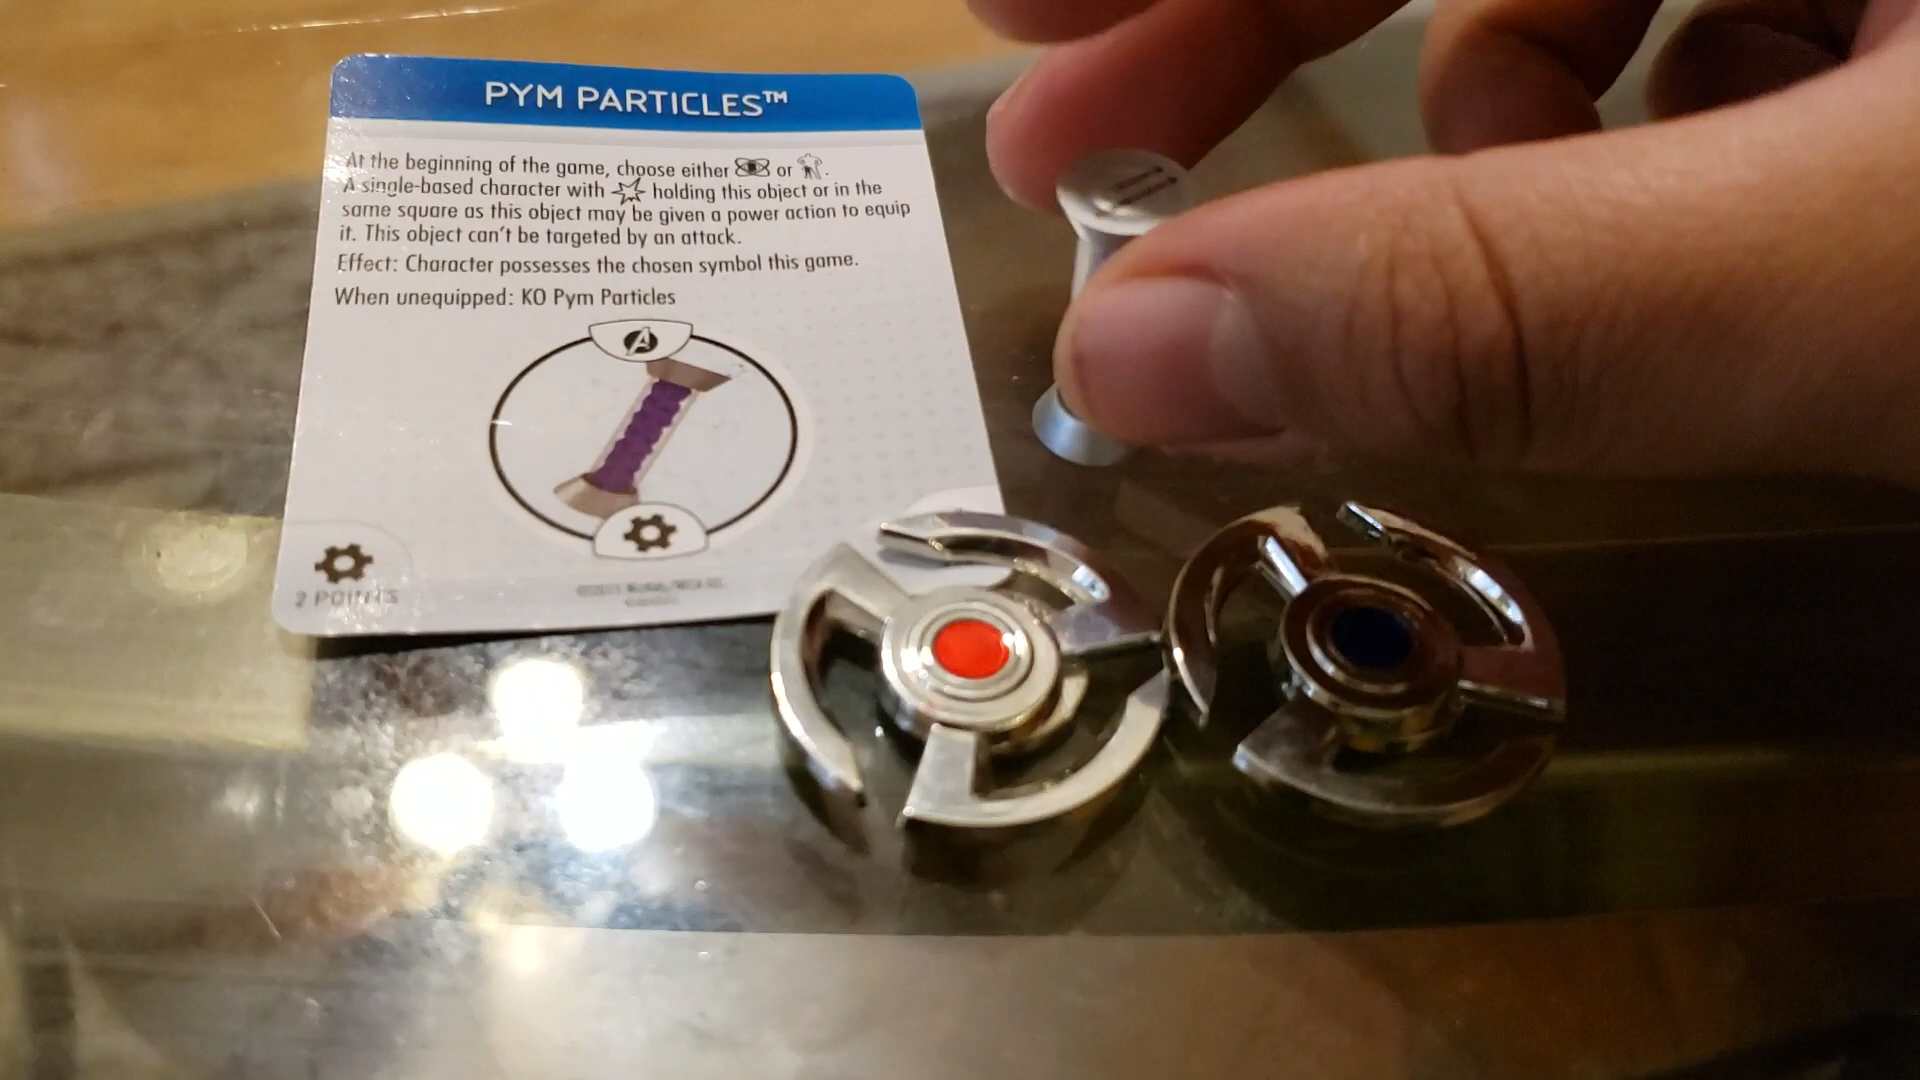 PYM PARTICLES™
At the beginning of the game, choose either or .
A single-based character with holding this object or in the
same square as this object may be given a power action to equip
it. This object can't be targeted by an attack.
Effect: Character possesses the chosen symbol this game.
When unequipped: KO Pym Particles
2 POINTS